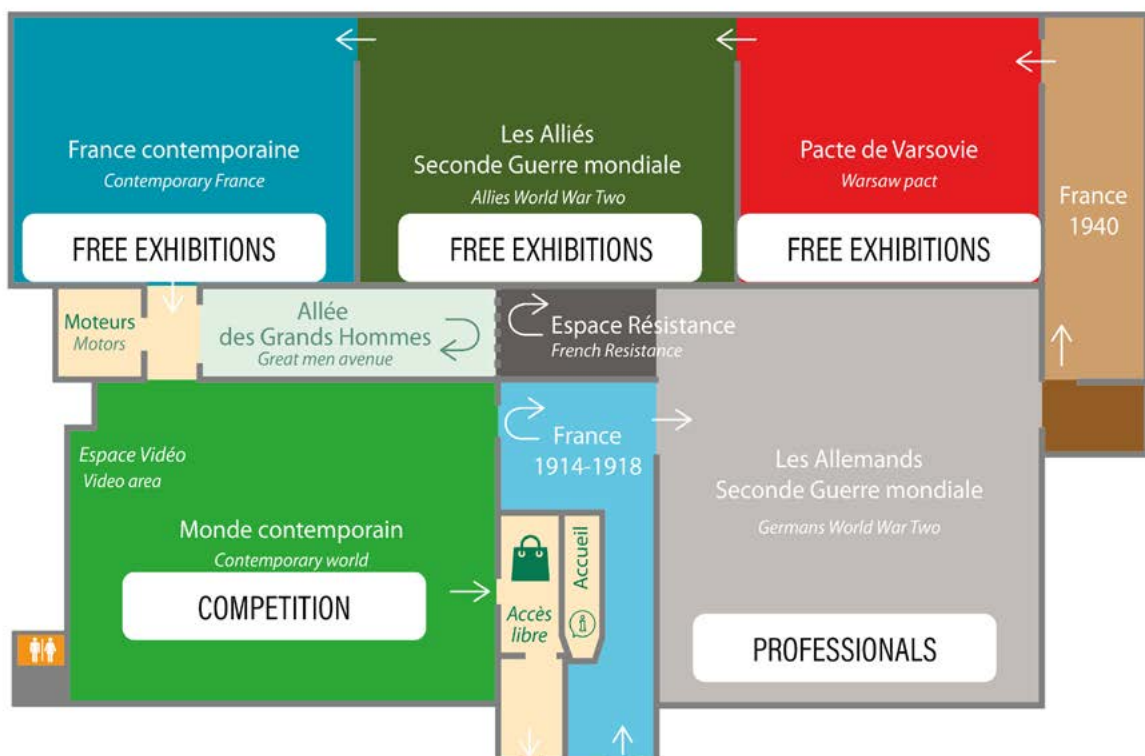 France contemporaine
Contemporary France
FREE EXHIBITIONS
Les Alliés
Seconde Guerre mondiale
Allies World War Two
FREE EXHIBITIONS
Pacte de Varsovie
Warsaw pact
FREE EXHIBITIONS
France
1940
Moteurs
Motors
Allée
des Grands Hommes
Great men avenue
Espace Résistance
French Resistance
Espace Vidéo
Video area
Monde contemporain
Contemporary world
COMPETITION
France
1914-1918
Accès
libre
Accueil
Les Allemands
Seconde Guerre mondiale
Germans World War Two
PROFESSIONALS